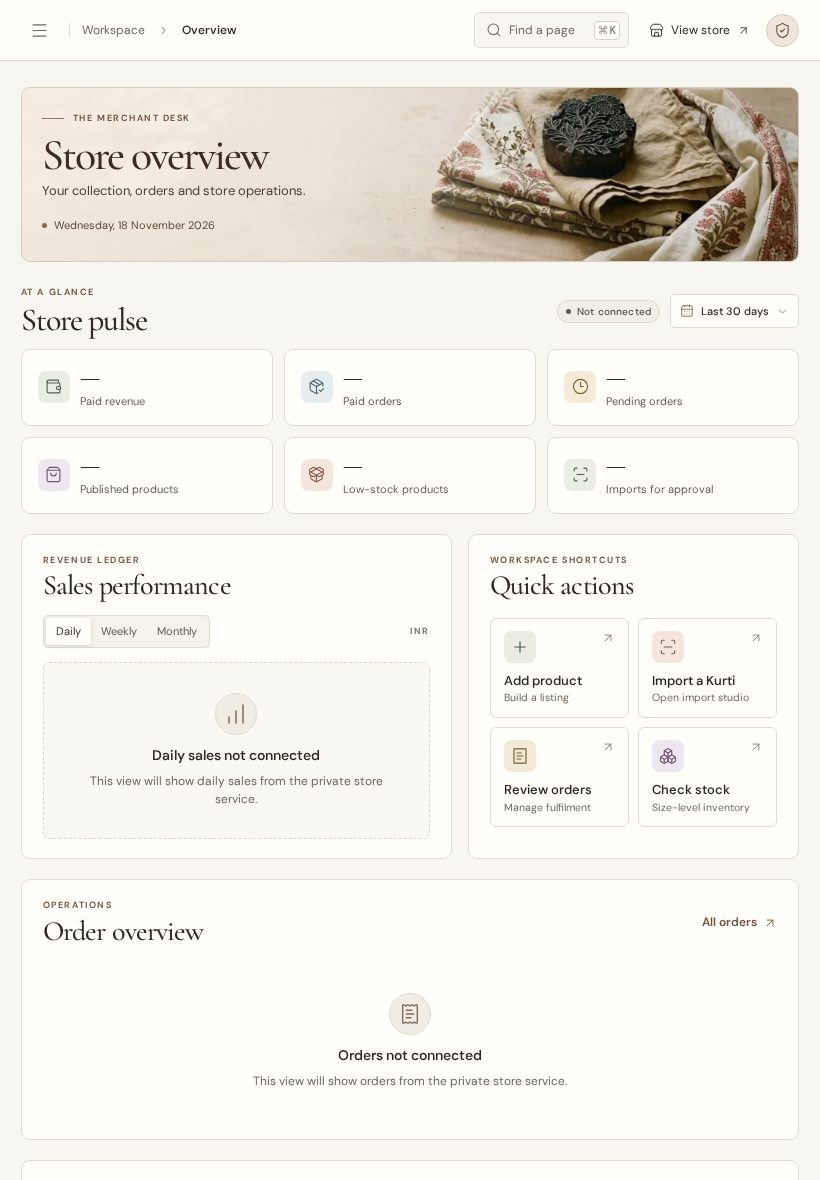 Workspace
Overview
Find a page
⌘K
View store
THE MERCHANT DESK
Store overview
Your collection, orders and store operations.
Wednesday, 18 November 2026
AT A GLANCE
Store pulse
Not connected
Last 30 days
—
Paid revenue
—
Paid orders
—
Pending orders
—
Published products
—
Low-stock products
—
Imports for approval
REVENUE LEDGER
Sales performance
Daily
Weekly
Monthly
INR
Daily sales not connected
This view will show daily sales from the private store
service.
WORKSPACE SHORTCUTS
Quick actions
Add product
Build a listing
Import a Kurti
Open import studio
Review orders
Manage fulfilment
Check stock
Size-level inventory
OPERATIONS
Order overview
All orders
Orders not connected
This view will show orders from the private store service.